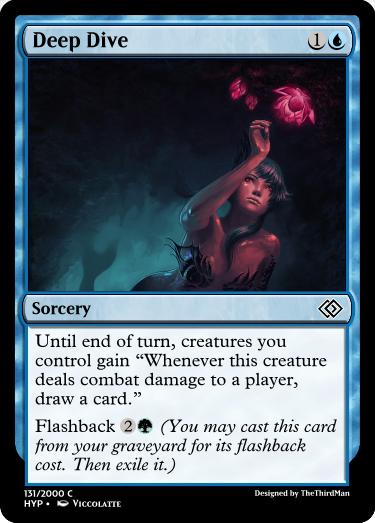 Deep Dive 1
Sorcery
Until end of turn, creatures you
control gain “Whenever this creature
deals combat damage to a player,
draw a card.”
Flashback 2 (You may cast this card
from your graveyard for its flashback
cost. Then exile it.)
131/2000 C
HYP • Viccolatte
Designed by TheThirdMan